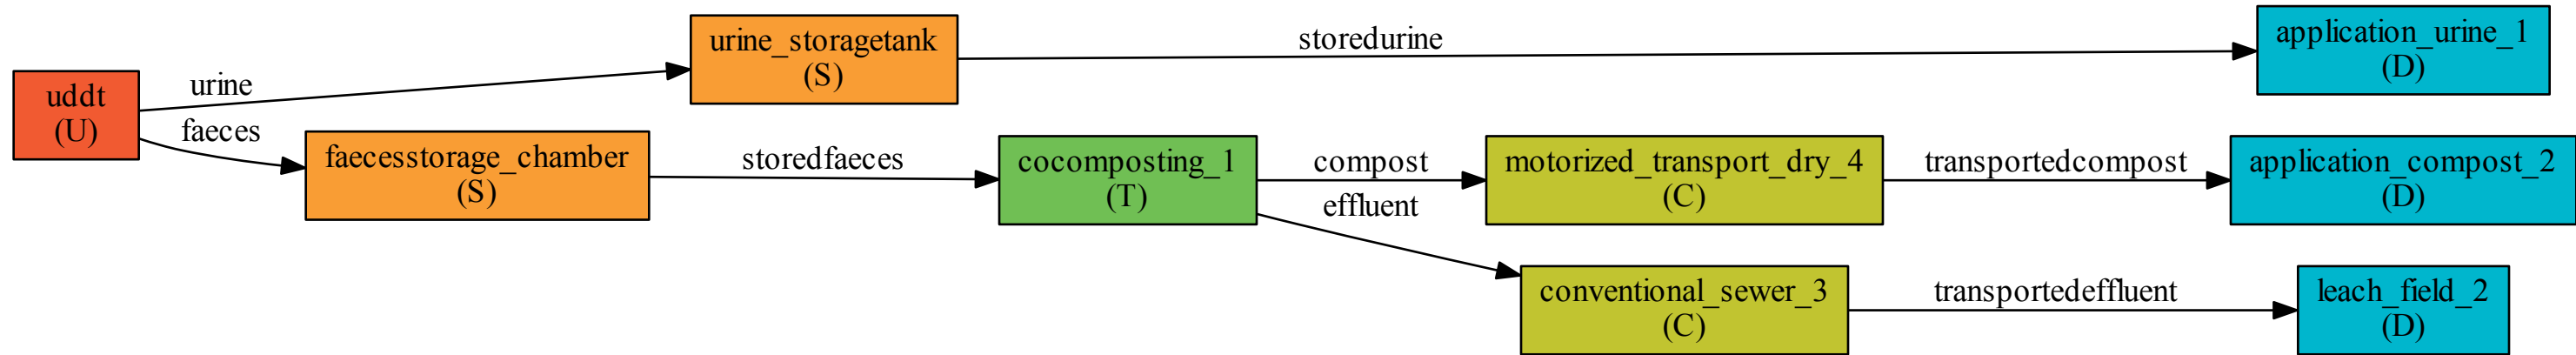 uddt
(U)
urine
faeces
urine_storagetank
(S)
faecesstorage_chamber
(S)
storedurine
storedfaeces
cocomposting_1
(T)
compost
effluent
motorized_transport_dry_4
(C)
conventional_sewer_3
(C)
transportedcompost
transportedeffluent
application_urine_1
(D)
application_compost_2
(D)
leach_field_2
(D)